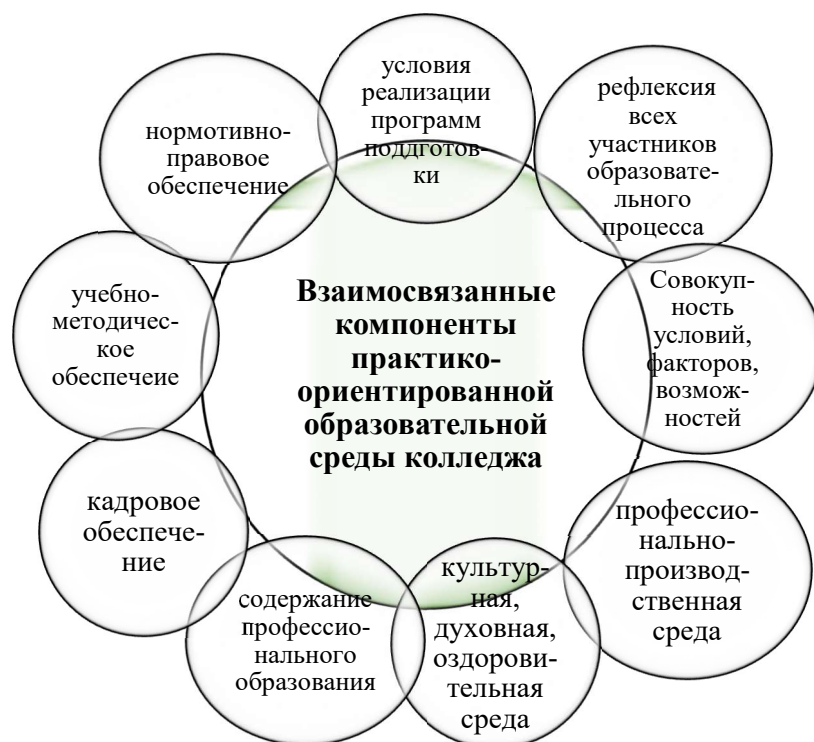 условия
реализации
программ
поддготов-
ки
рефлексия
всех
участников
образовате-
льного
процесса
Совокуп-
ность
условий,
факторов,
возмож-
ностей
профессио-
нально-
производ-
ственная
среда
культур-
ная,
духовная,
оздорови-
тельная
среда
содержание
профессио-
нального
образования
кадровое
обеспече-
ние
учебно-
методичес-
кое
обеспечеие
нормотивно-
правовое
обеспечение
Взаимосвязанные
компоненты
практико-
ориентированной
образовательной
среды колледжа